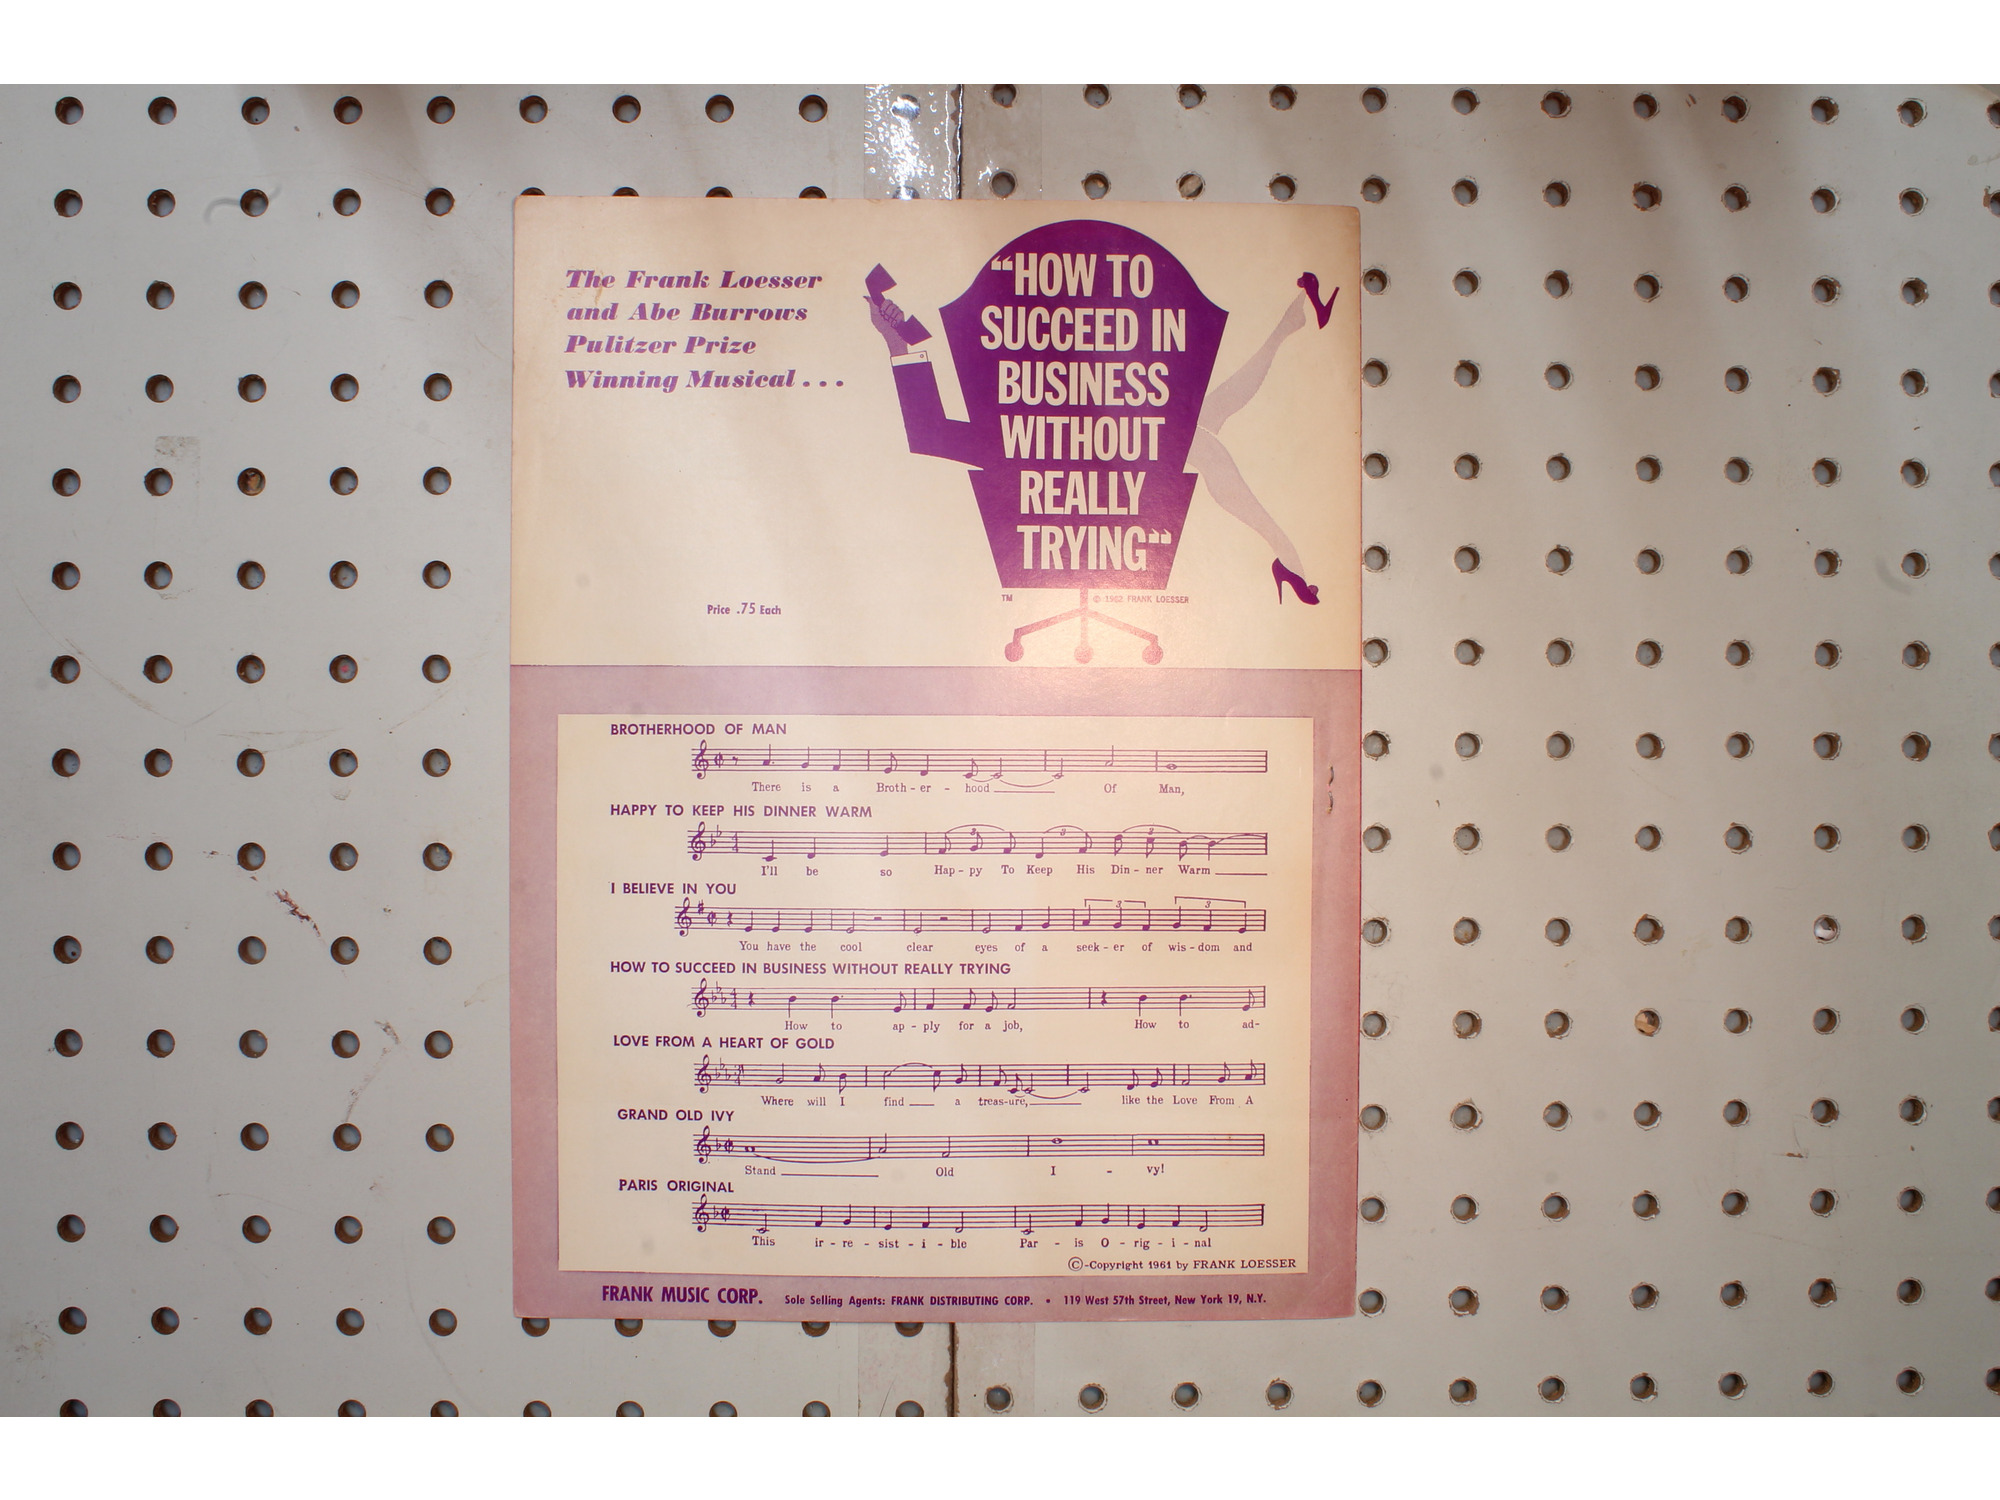 The Frank Loesser
and Abe Burrows
Pulitzer Prize
Winning Musical . . .
"HOW TO
SUCCEED IN
BUSINESS
WITHOUT
REALLY
TRYING"
TM
© 1962 FRANK LOESSER
Price .75 Each
BROTHERHOOD OF MAN
There is a Broth - er - hood Of Man,
HAPPY TO KEEP HIS DINNER WARM
3 3 3
I'll be so Hap - py To Keep His Din - ner Warm
I BELIEVE IN YOU
3 3
You have the cool clear eyes of a seek - er of wis - dom and
HOW TO SUCCEED IN BUSINESS WITHOUT REALLY TRYING
How to ap - ply for a job, How to ad-
LOVE FROM A HEART OF GOLD
Where will I find a treas-ure, like the Love From A
GRAND OLD IVY
Stand Old I - vy!
PARIS ORIGINAL
This ir - re - sist - i - ble Par - is O - rig - i - nal
©-Copyright 1961 by FRANK LOESSER
FRANK MUSIC CORP. Sole Selling Agents: FRANK DISTRIBUTING CORP. • 119 West 57th Street, New York 19, N.Y.